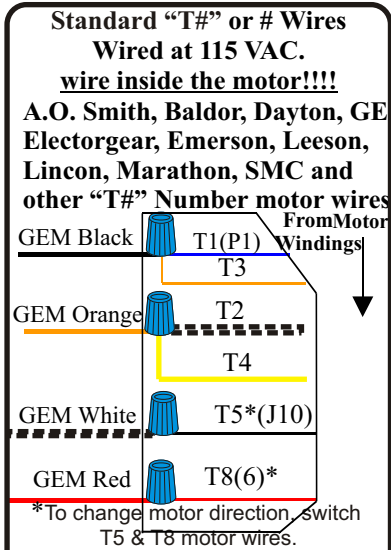 Standard “T#” or # Wires
Wired at 115 VAC.
wire inside the motor!!!!
A.O. Smith, Baldor, Dayton, GE
Electorgear, Emerson, Leeson,
Lincon, Marathon, SMC and
other “T#” Number motor wires
From Motor
Windings
GEM Black
T1(P1)
T3
GEM Orange
T2
T4
GEM White
T5*(J10)
GEM Red
T8(6)*
*To change motor direction, switch
T5 & T8 motor wires.